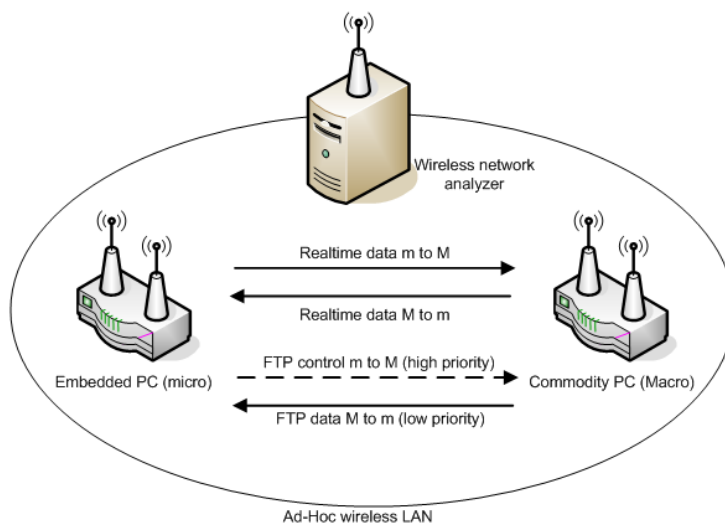 Wireless network
analyzer
Realtime data m to M
Realtime data M to m
FTP control m to M (high priority)
Embedded PC (micro)
Commodity PC (Macro)
FTP data M to m (low priority)
Ad-Hoc wireless LAN